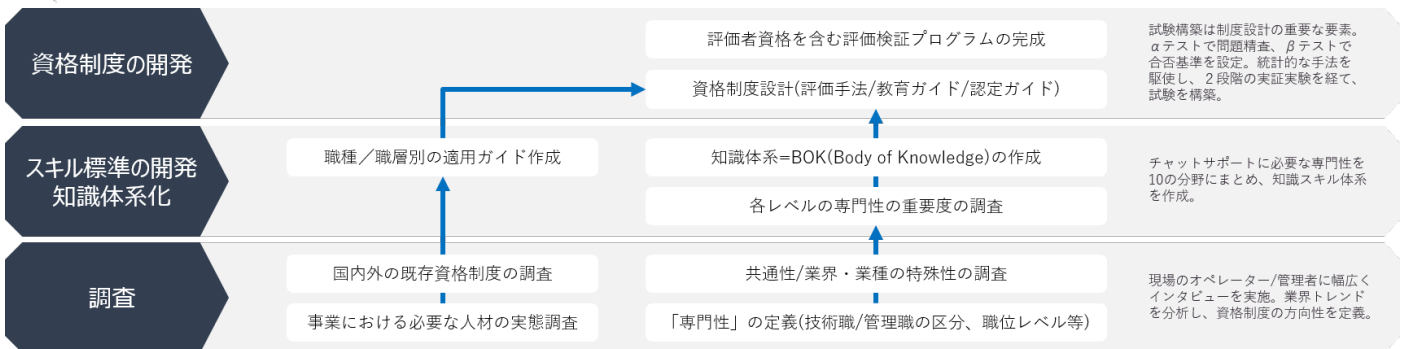 資格制度の開発
評価者資格を含む評価検証プログラムの完成
資格制度設計(評価手法/教育ガイド/認定ガイド)
試験構築は制度設計の重要な要素。
αテストで問題精査、βテストで
合否基準を設定。統計的な手法を
駆使し、２段階の実証実験を経て、
試験を構築。
スキル標準の開発
知識体系化
職種／職層別の適用ガイド作成
知識体系=BOK(Body of Knowledge)の作成
各レベルの専門性の重要度の調査
チャットサポートに必要な専門性を
10の分野にまとめ、知識スキル体系
を作成。
調査
国内外の既存資格制度の調査
事業における必要な人材の実態調査
共通性/業界・業種の特殊性の調査
「専門性」の定義(技術職/管理職の区分、職位レベル等)
現場のオペレーター/管理者に幅広く
インタビューを実施。業界トレンド
を分析し、資格制度の方向性を定義。